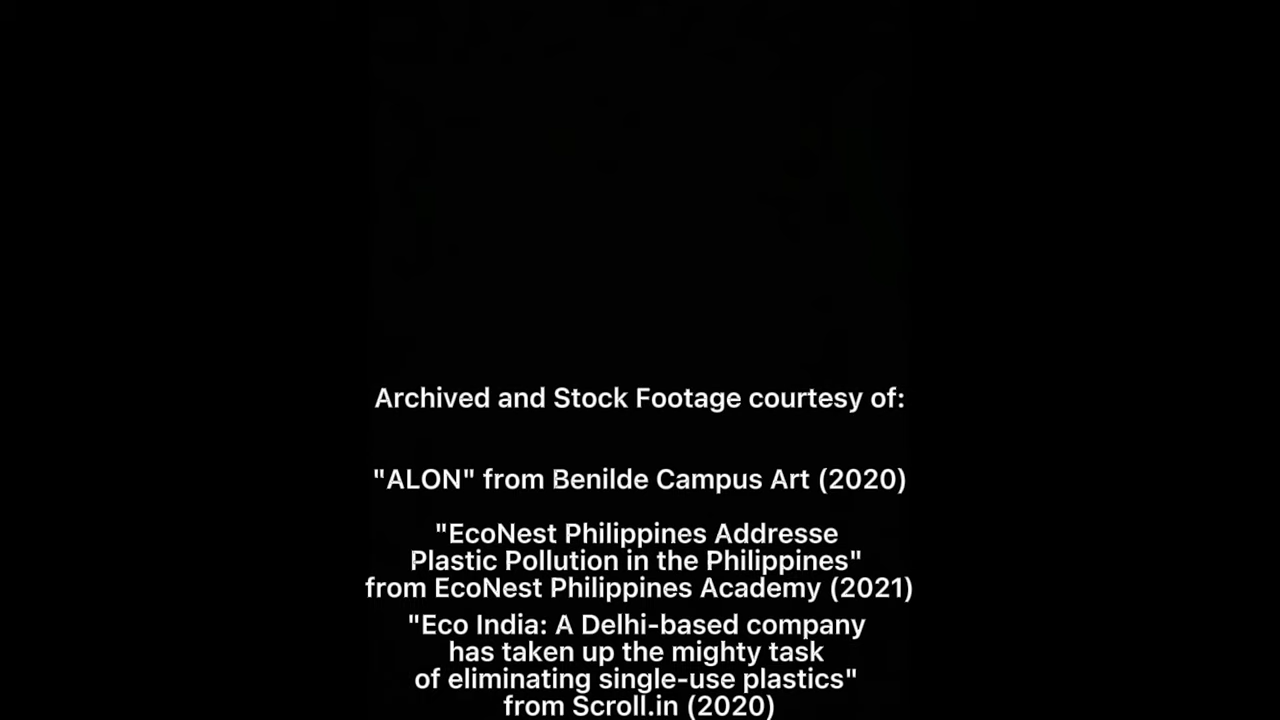 Archived and Stock Footage courtesy of:
"ALON" from Benilde Campus Art (2020)
"EcoNest Philippines Addresse
Plastic Pollution in the Philippines"
from EcoNest Philippines Academy (2021)
"Eco India: A Delhi-based company
has taken up the mighty task
of eliminating single-use plastics"
from Scroll.in (2020)